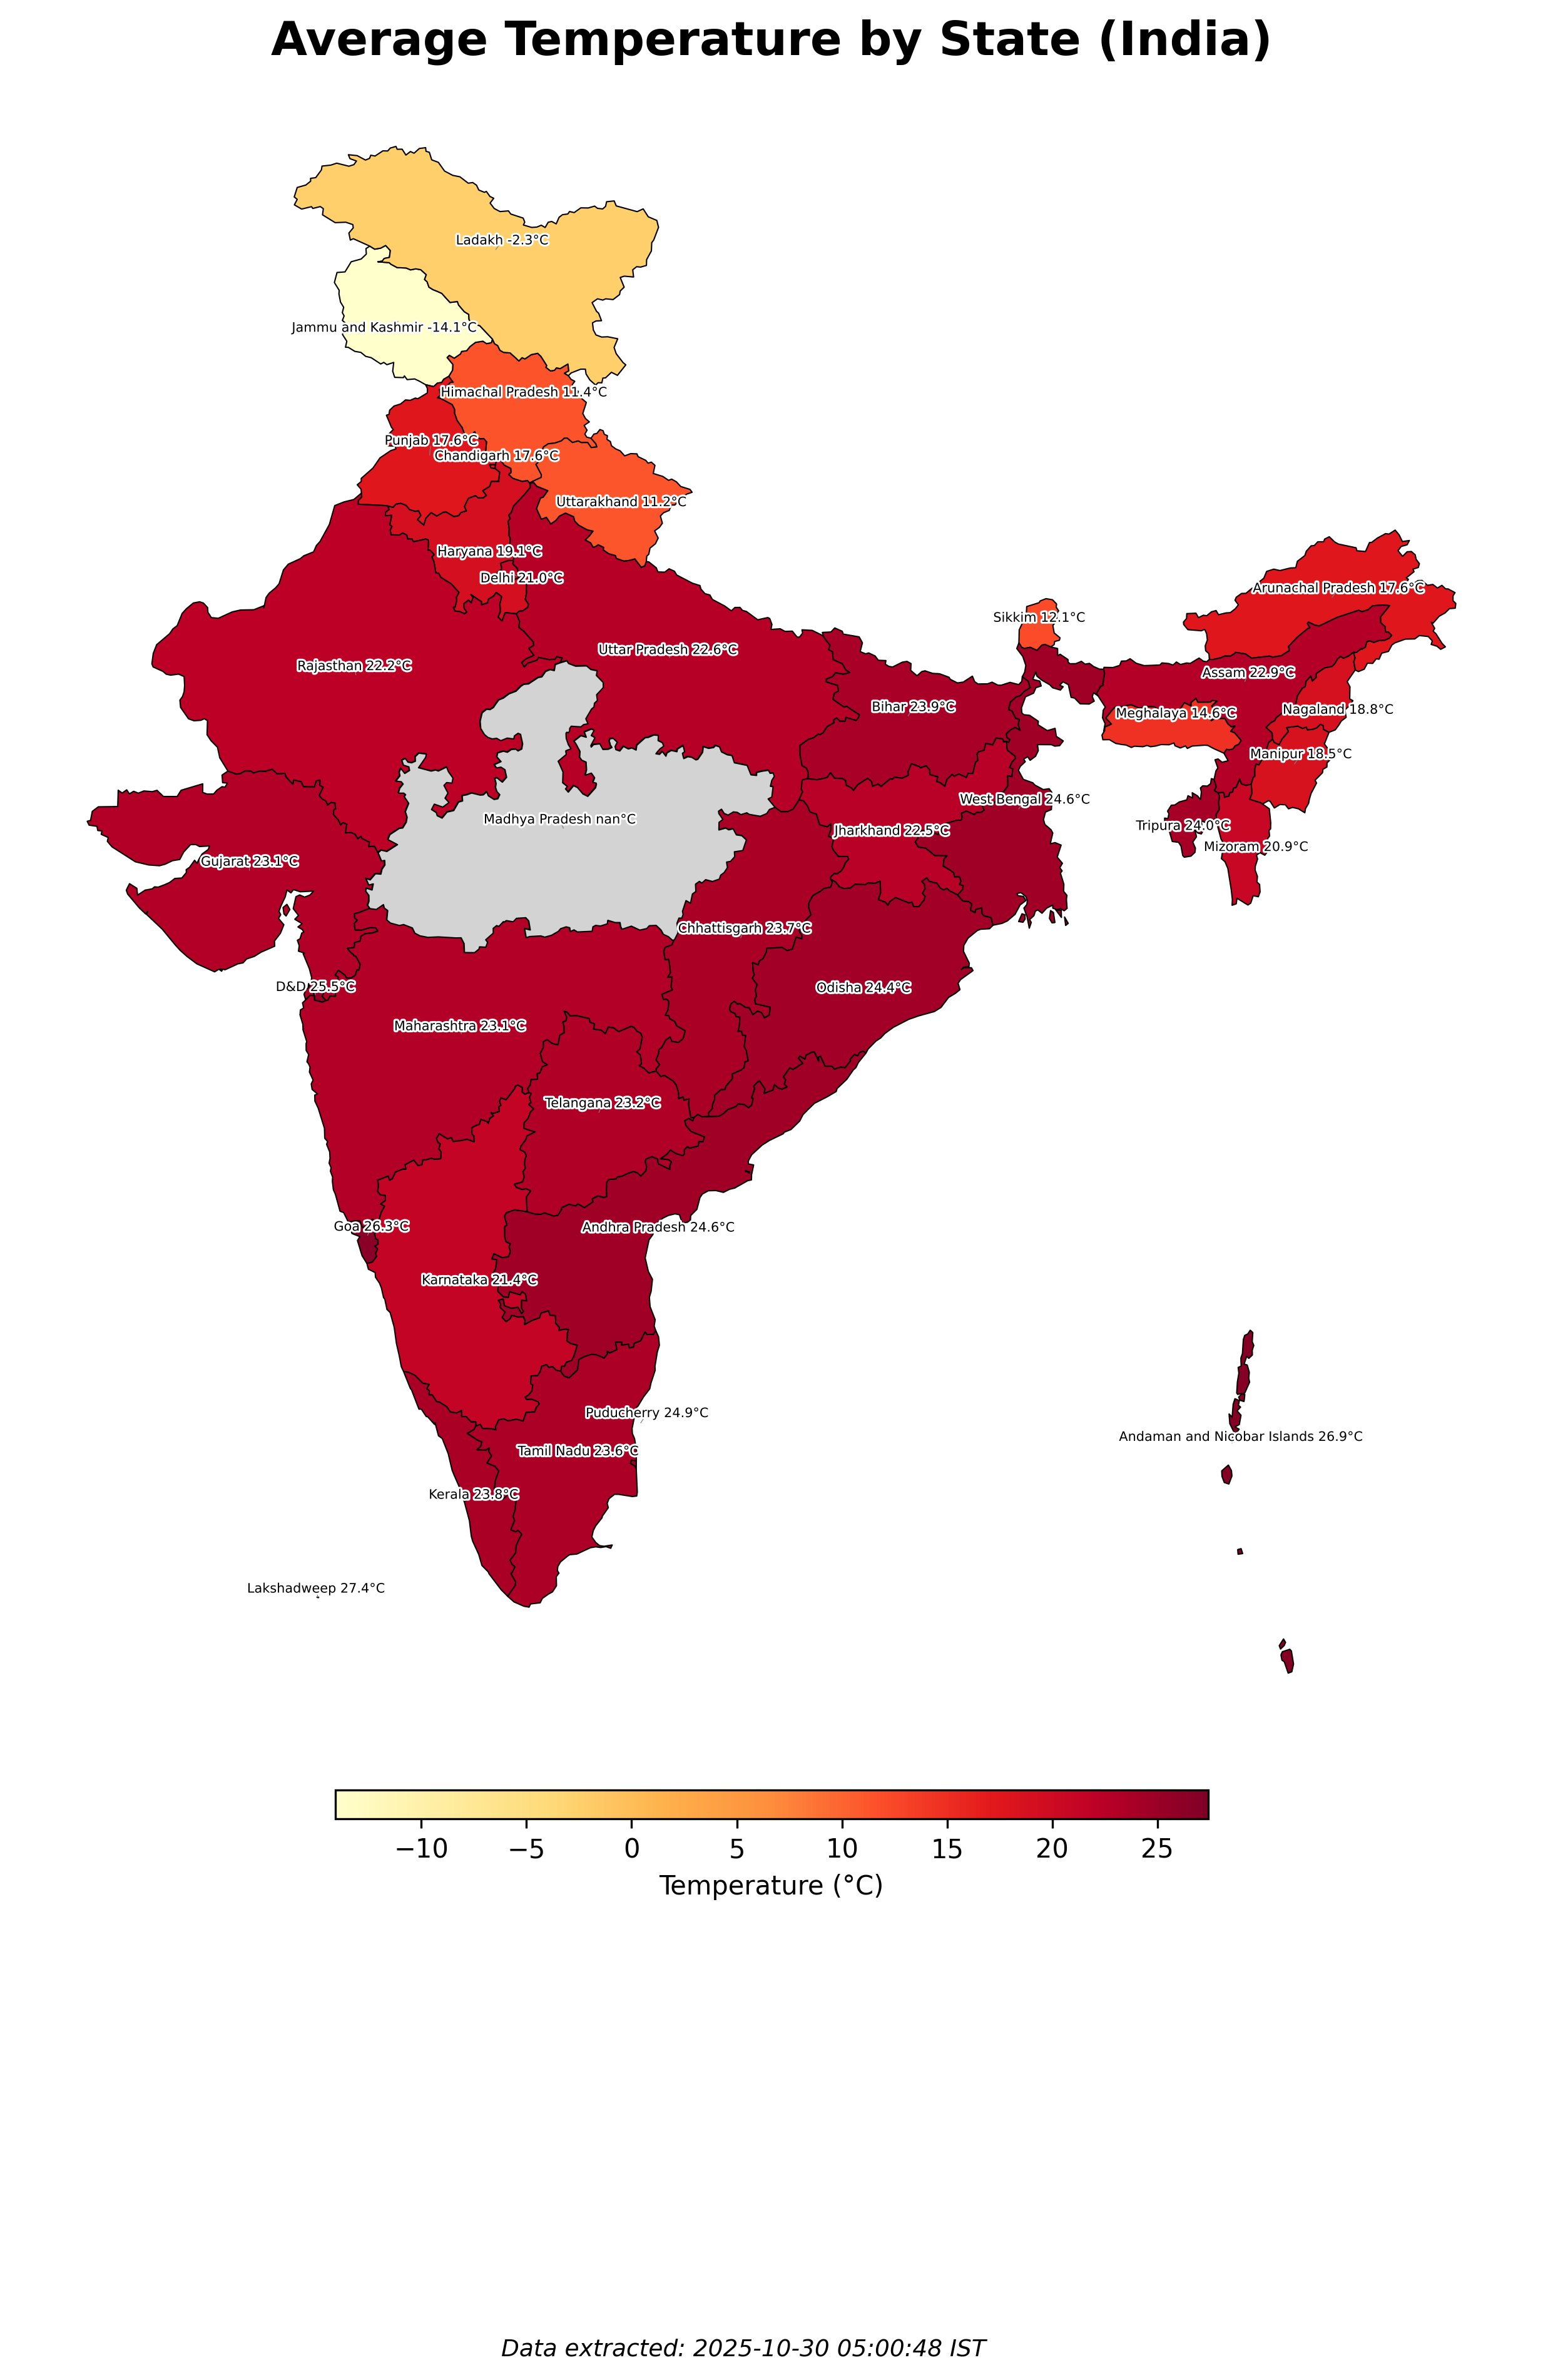 Average Temperature by State (India)
Ladakh -2.3°C
Jammu and Kashmir -14.1°C
Himachal Pradesh 11.4°C
Punjab 17.6°C
Chandigarh 17.6°C
Uttarakhand 11.2°C
Haryana 19.1°C
Delhi 21.0°C
Arunachal Pradesh 17.6°C
Sikkim 12.1°C
Uttar Pradesh 22.6°C
Rajasthan 22.2°C
Assam 22.9°C
Bihar 23.9°C
Nagaland 18.8°C
Meghalaya 14.6°C
Manipur 18.5°C
West Bengal 24.6°C
Madhya Pradesh nan°C
Tripura 24.0°C
Jharkhand 22.5°C
Mizoram 20.9°C
Gujarat 23.1°C
Chhattisgarh 23.7°C
D&D 25.5°C
Odisha 24.4°C
Maharashtra 23.1°C
Telangana 23.2°C
Goa 26.3°C
Andhra Pradesh 24.6°C
Karnataka 21.4°C
Puducherry 24.9°C
Andaman and Nicobar Islands 26.9°C
Tamil Nadu 23.6°C
Kerala 23.8°C
Lakshadweep 27.4°C
−10 −5 0 5 10 15 20 25
Temperature (°C)
Data extracted: 2025-10-30 05:00:48 IST